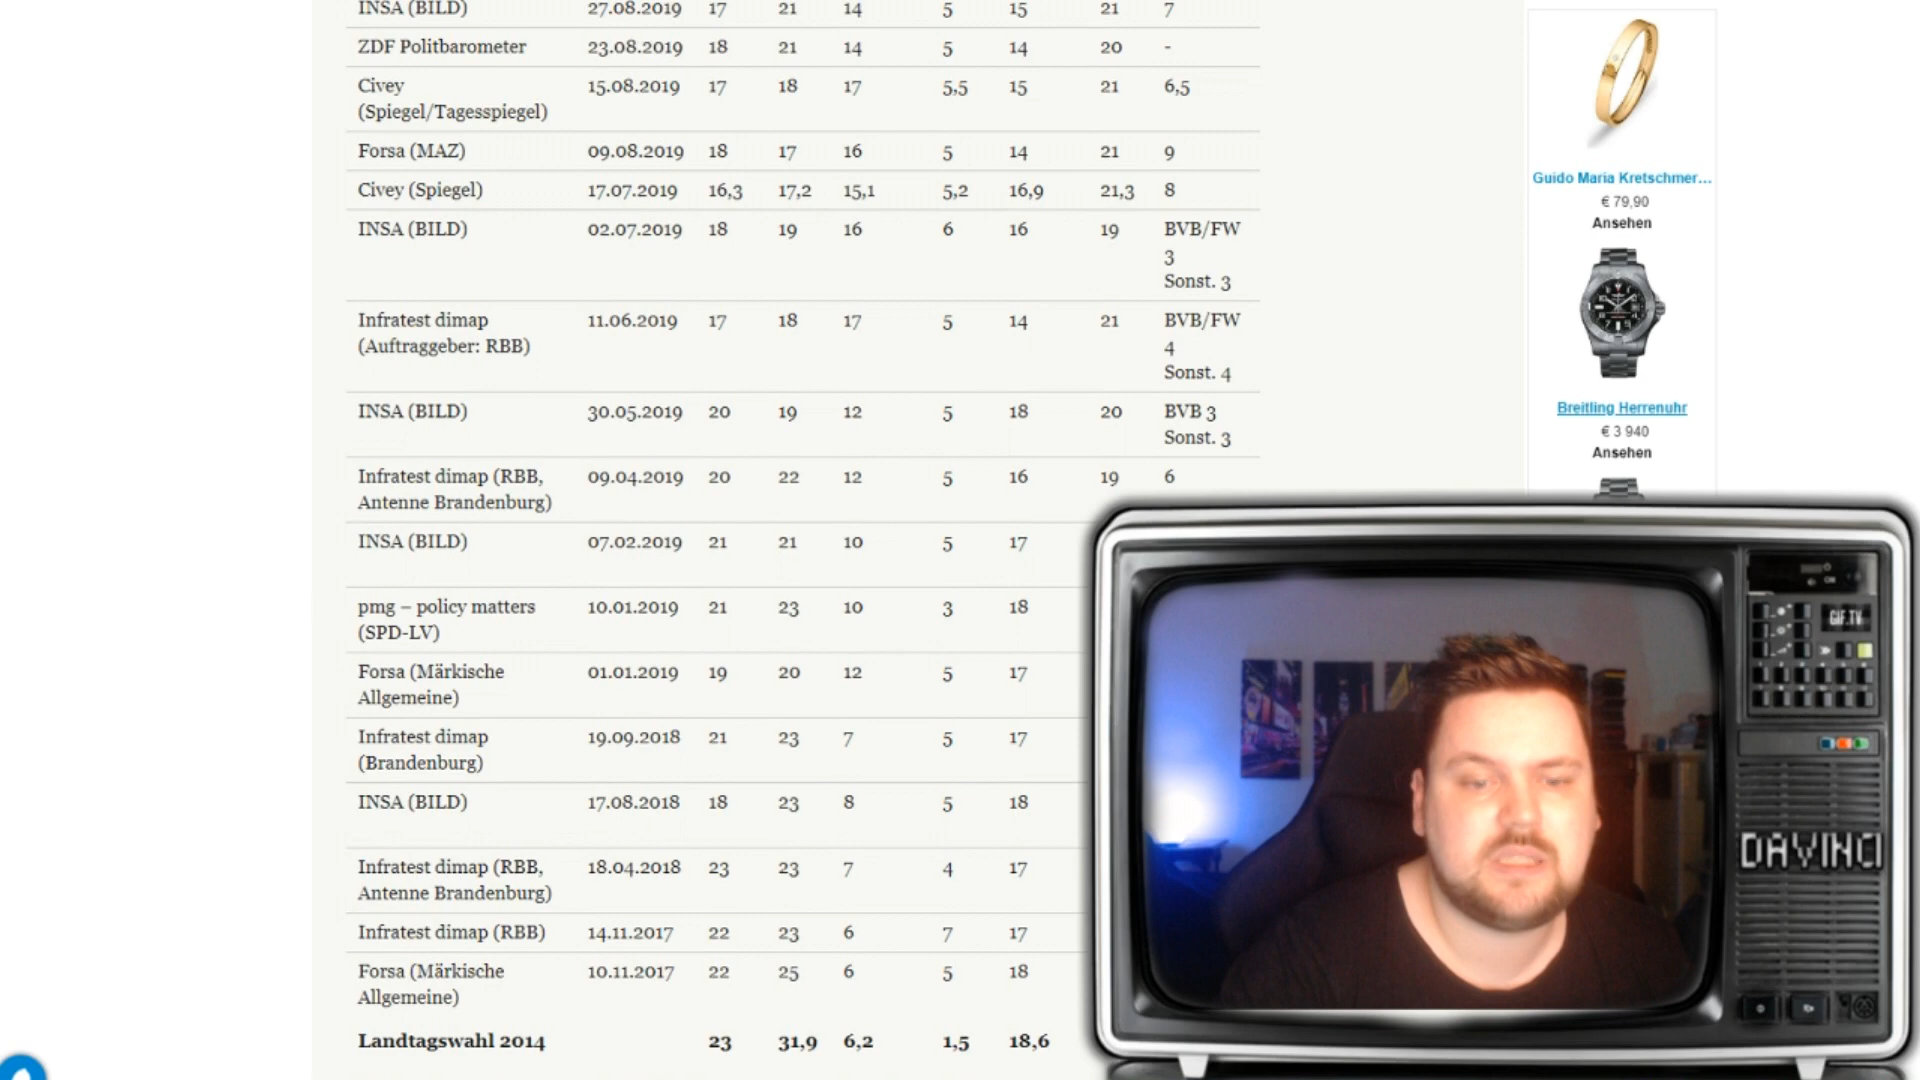 INSA (BILD) 27.08.2019 17 21 14 5 15 21 7
ZDF Politbarometer 23.08.2019 18 21 14 5 14 20 -
Civey 15.08.2019 17 18 17 5,5 15 21 6,5
(Spiegel/Tagesspiegel)
Forsa (MAZ) 09.08.2019 18 17 16 5 14 21 9
Civey (Spiegel) 17.07.2019 16,3 17,2 15,1 5,2 16,9 21,3 8
INSA (BILD) 02.07.2019 18 19 16 6 16 19 BVB/FW
3
Sonst. 3
Infratest dimap 11.06.2019 17 18 17 5 14 21 BVB/FW
(Auftraggeber: RBB) 4
Sonst. 4
INSA (BILD) 30.05.2019 20 19 12 5 18 20 BVB 3
Sonst. 3
Infratest dimap (RBB, 09.04.2019 20 22 12 5 16 19 6
Antenne Brandenburg)
INSA (BILD) 07.02.2019 21 21 10 5 17
pmg – policy matters 10.01.2019 21 23 10 3 18
(SPD-LV)
Forsa (Märkische 01.01.2019 19 20 12 5 17
Allgemeine)
Infratest dimap 19.09.2018 21 23 7 5 17
(Brandenburg)
INSA (BILD) 17.08.2018 18 23 8 5 18
Infratest dimap (RBB, 18.04.2018 23 23 7 4 17
Antenne Brandenburg)
Infratest dimap (RBB) 14.11.2017 22 23 6 7 17
Forsa (Märkische 10.11.2017 22 25 6 5 18
Allgemeine)
Landtagswahl 2014 23 31,9 6,2 1,5 18,6
Guido Maria Kretschmer...
€ 79,90
Ansehen
Breitling Herrenuhr
€ 3 940
Ansehen
GIF.TV
DAVINCI